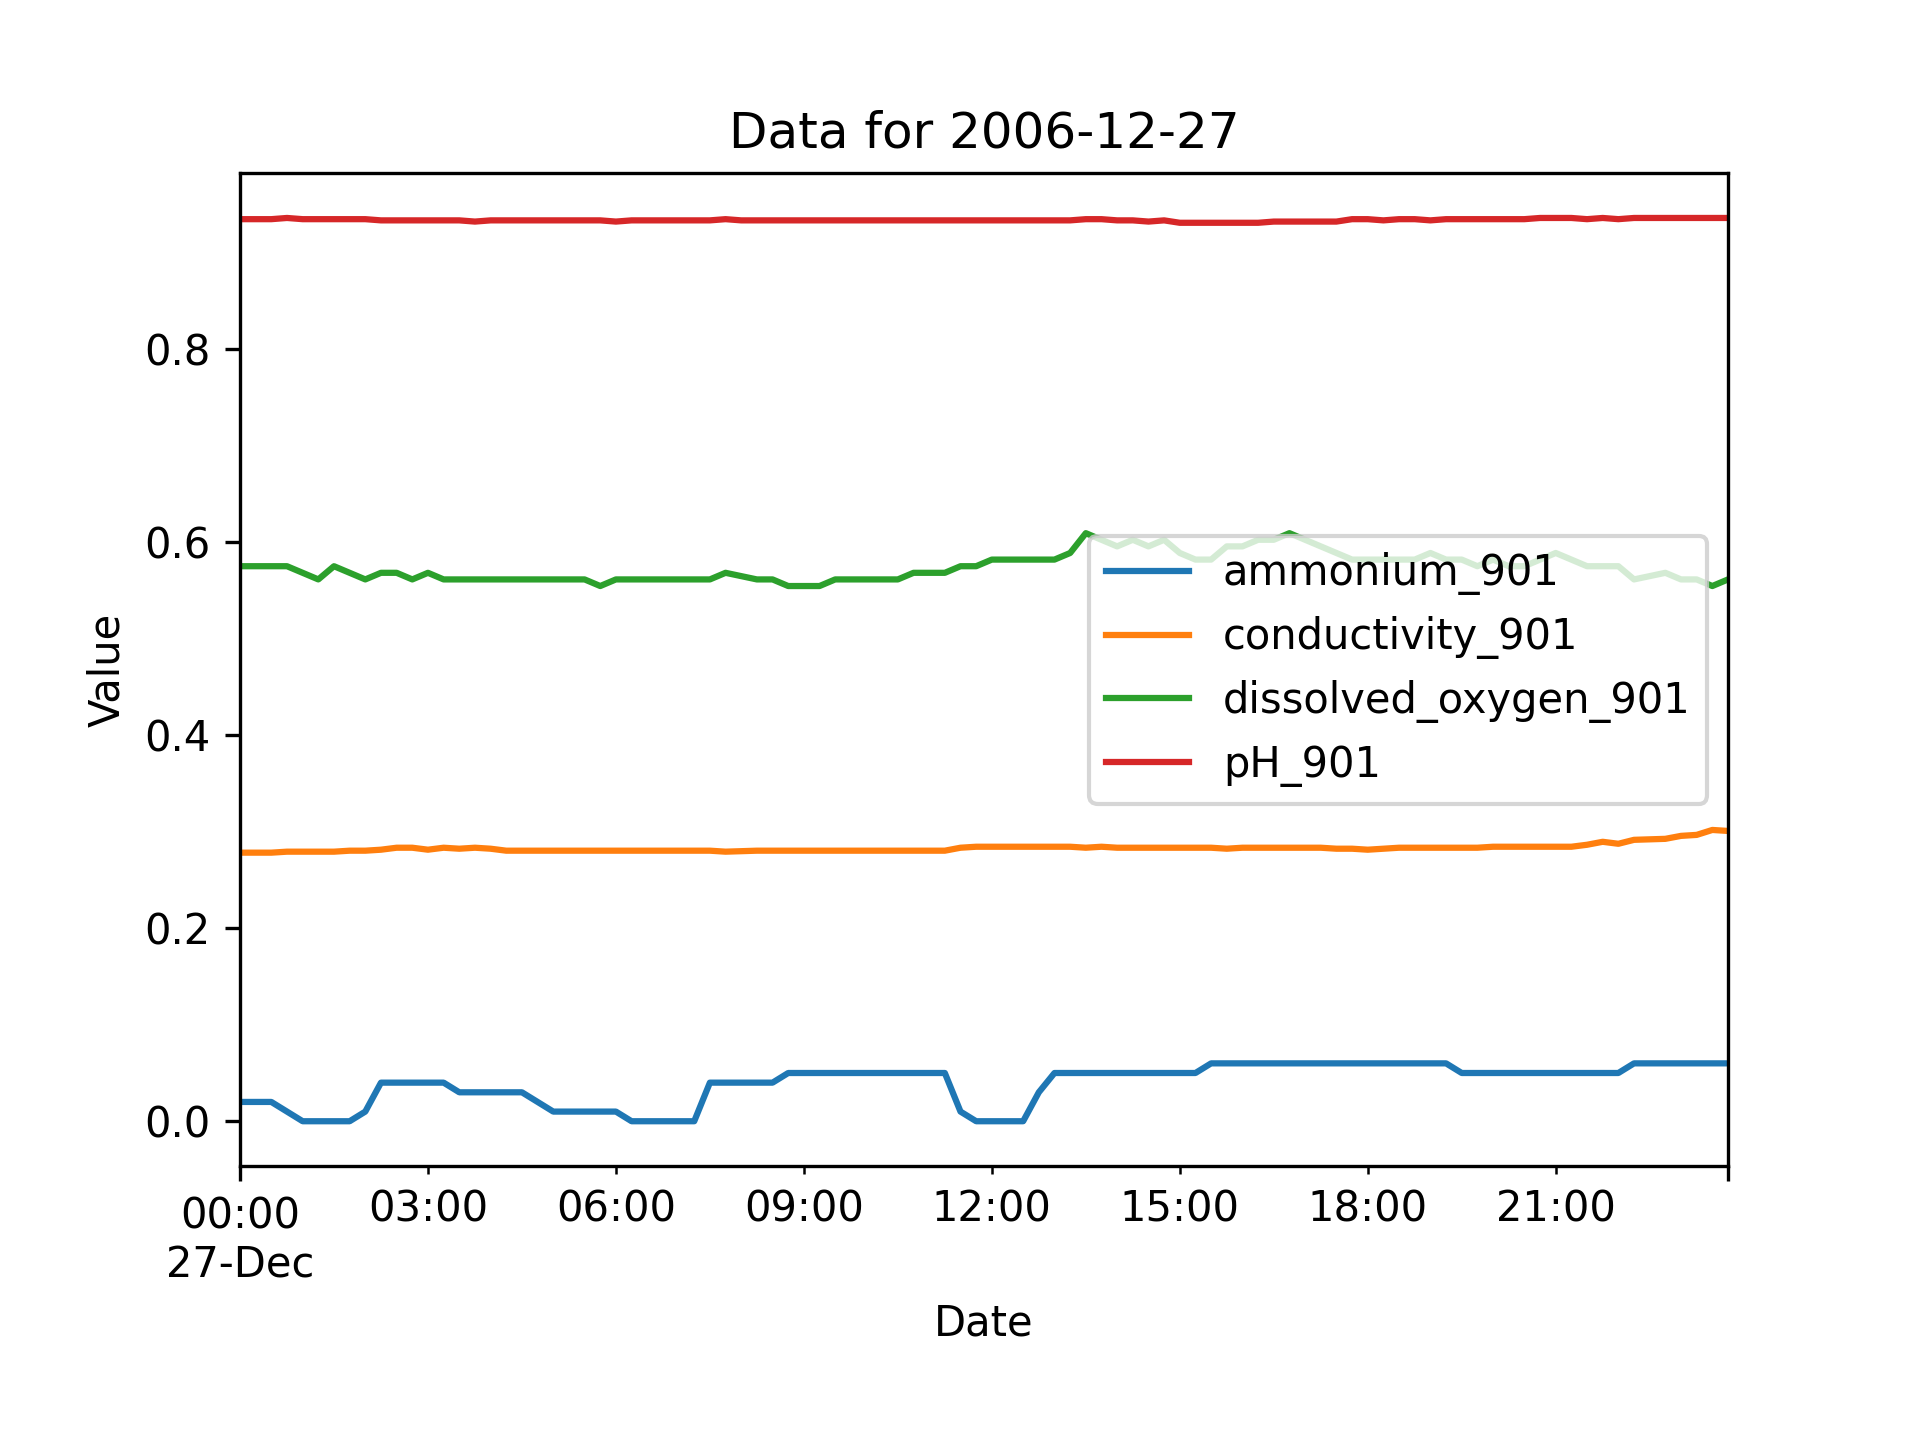 Data for 2006-12-27
Value
0.8
0.6
0.4
0.2
0.0
ammonium_901
conductivity_901
dissolved_oxygen_901
pH_901
00:00 03:00 06:00 09:00 12:00 15:00 18:00 21:00
27-Dec
Date